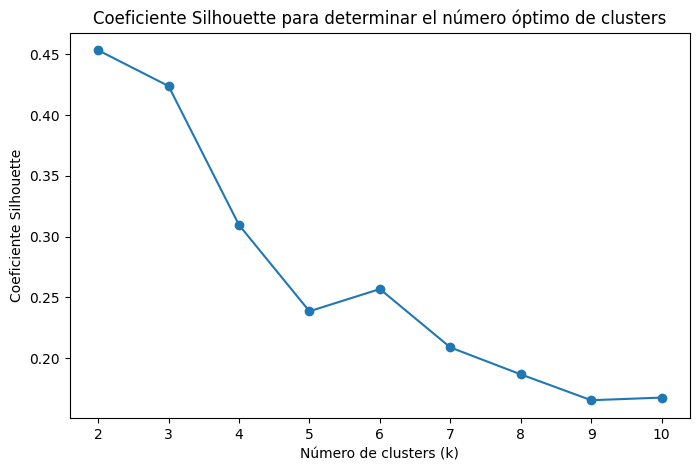 Coeficiente Silhouette para determinar el número óptimo de clusters
Coeficiente Silhouette
0.45
0.40
0.35
0.30
0.25
0.20
2 3 4 5 6 7 8 9 10
Número de clusters (k)